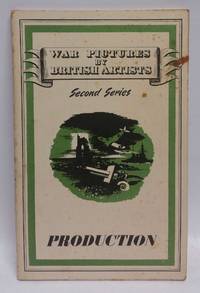 WAR PICTURES
BY
BRITISH ARTISTS
Second Series
PRODUCTION